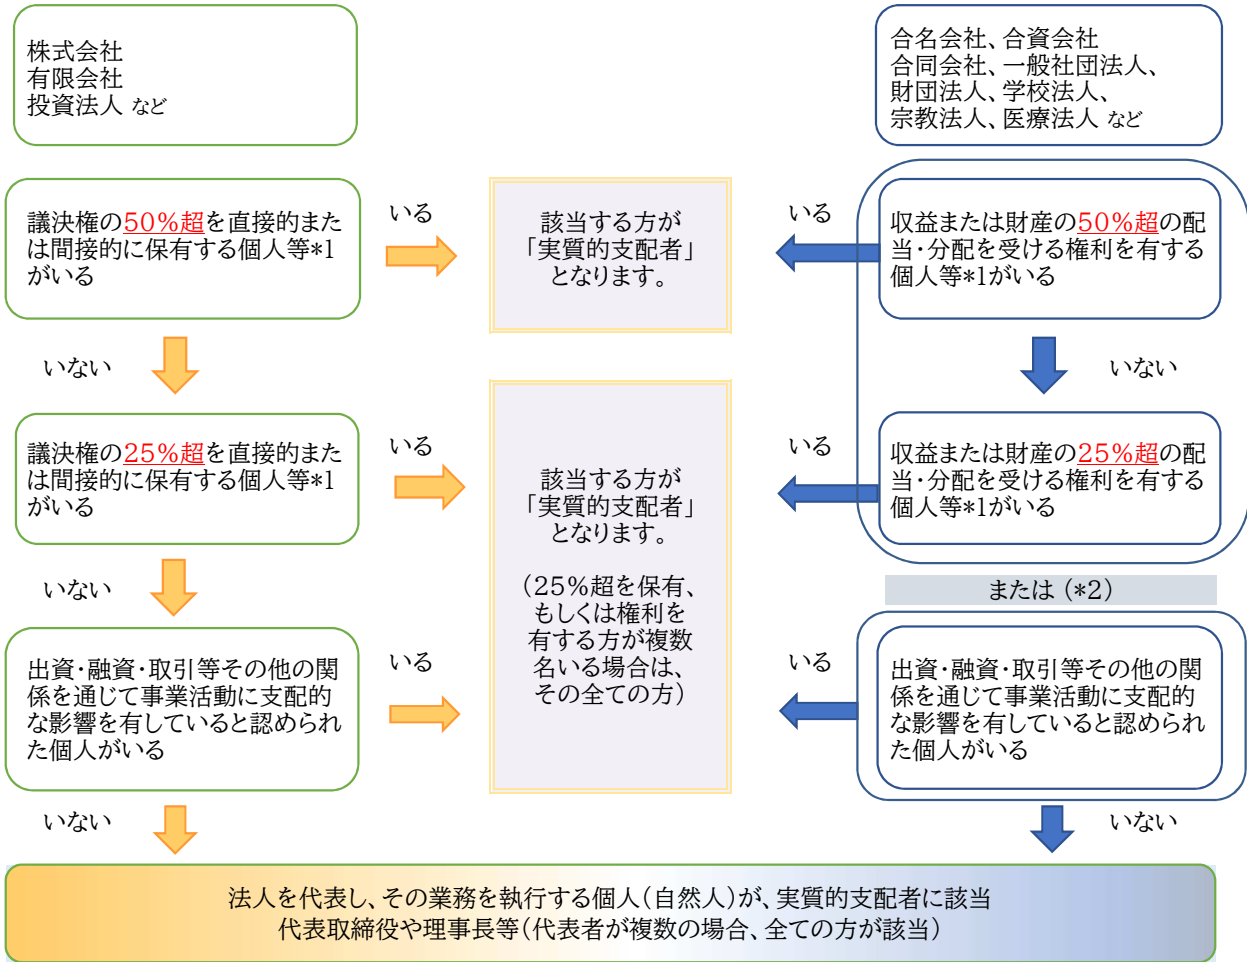 株式会社
有限会社
投資法人 など
合名会社、合資会社
合同会社、一般社団法人、
財団法人、学校法人、
宗教法人、医療法人 など
議決権の50%超を直接的また
は間接的に保有する個人等*1
がいる
いる
該当する方が
「実質的支配者」
となります。
いる
収益または財産の50%超の配
当・分配を受ける権利を有する
個人等*1がいる
いない
いない
議決権の25%超を直接的また
は間接的に保有する個人等*1
がいる
いる
該当する方が
「実質的支配者」
となります。
(25%超を保有、
もしくは権利を
有する方が複数
名いる場合は、
その全ての方)
いる
収益または財産の25%超の配
当・分配を受ける権利を有する
個人等*1がいる
いない
または (*2)
出資・融資・取引等その他の関
係を通じて事業活動に支配的
な影響を有していると認められ
た個人がいる
いる
いる
出資・融資・取引等その他の関
係を通じて事業活動に支配的
な影響を有していると認められ
た個人がいる
いない
いない
法人を代表し、その業務を執行する個人(自然人)が、実質的支配者に該当
代表取締役や理事長等(代表者が複数の場合、全ての方が該当)